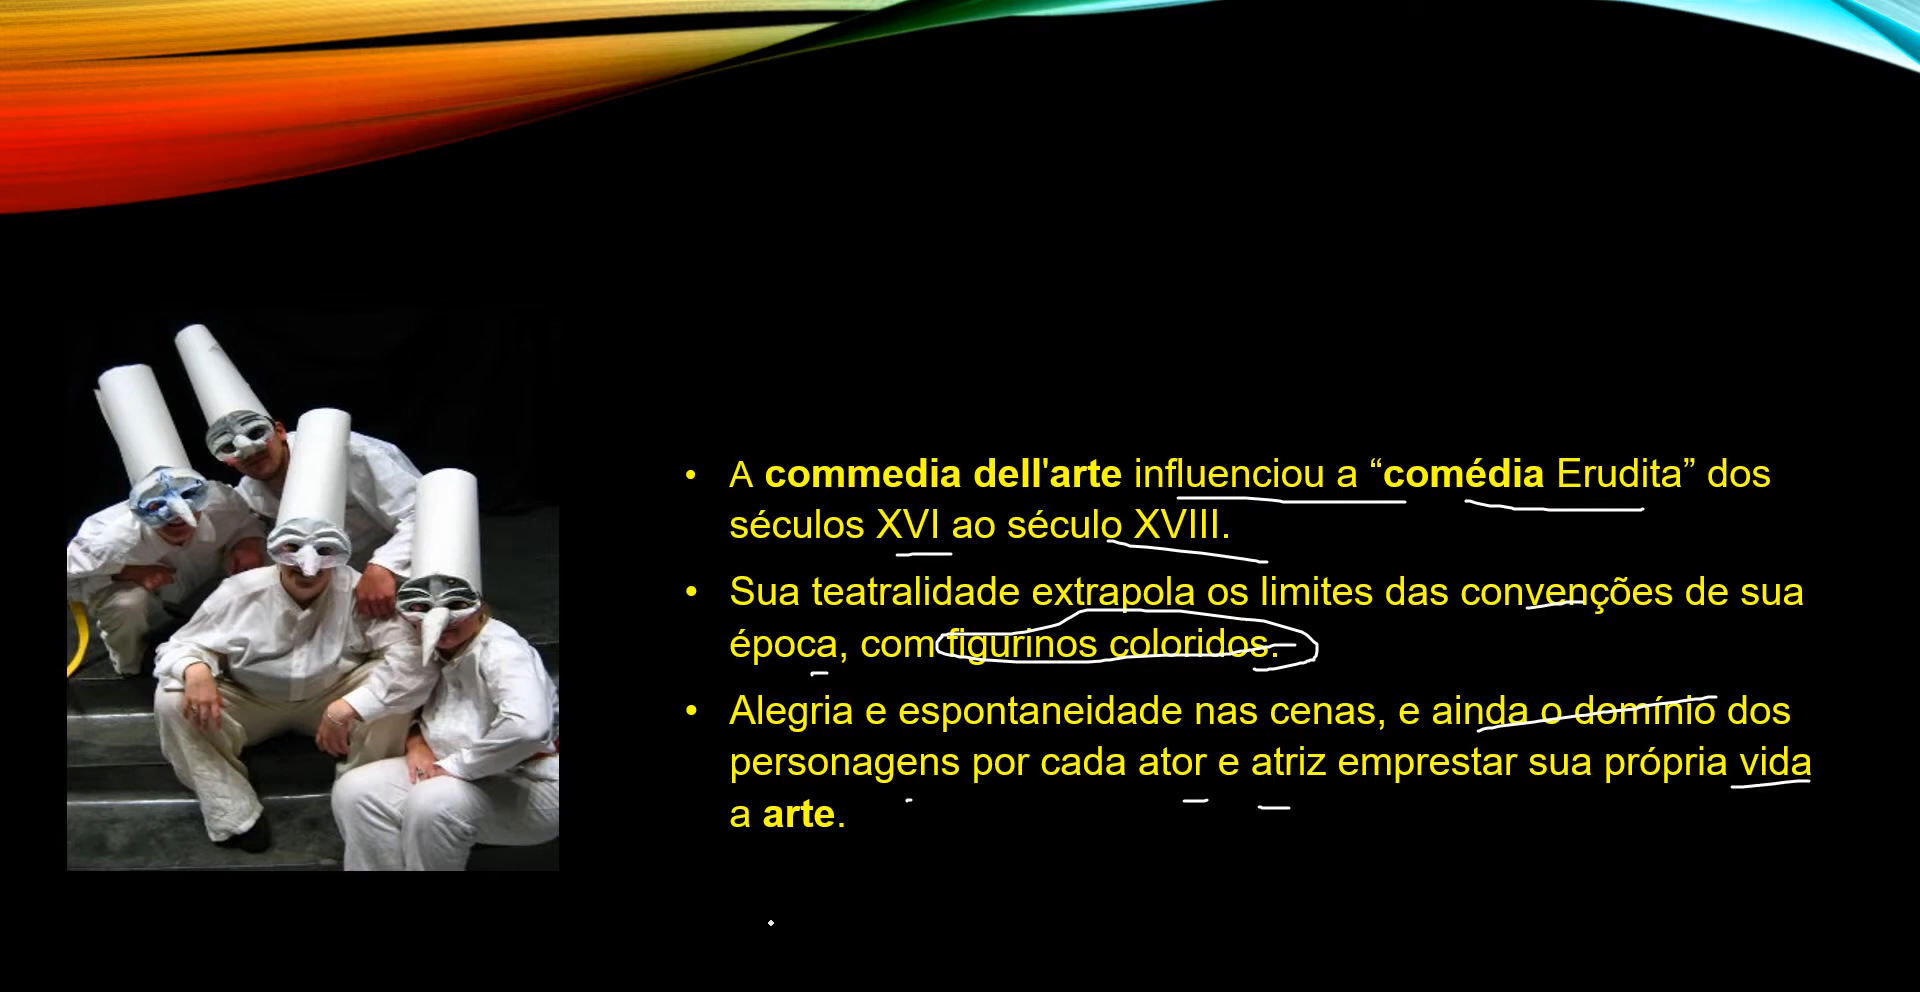 • A commedia dell'arte influenciou a “comédia Erudita” dos
séculos XVI ao século XVIII.
• Sua teatralidade extrapola os limites das convenções de sua
época, com figurinos coloridos.
• Alegria e espontaneidade nas cenas, e ainda o domínio dos
personagens por cada ator e atriz emprestar sua própria vida
a arte.